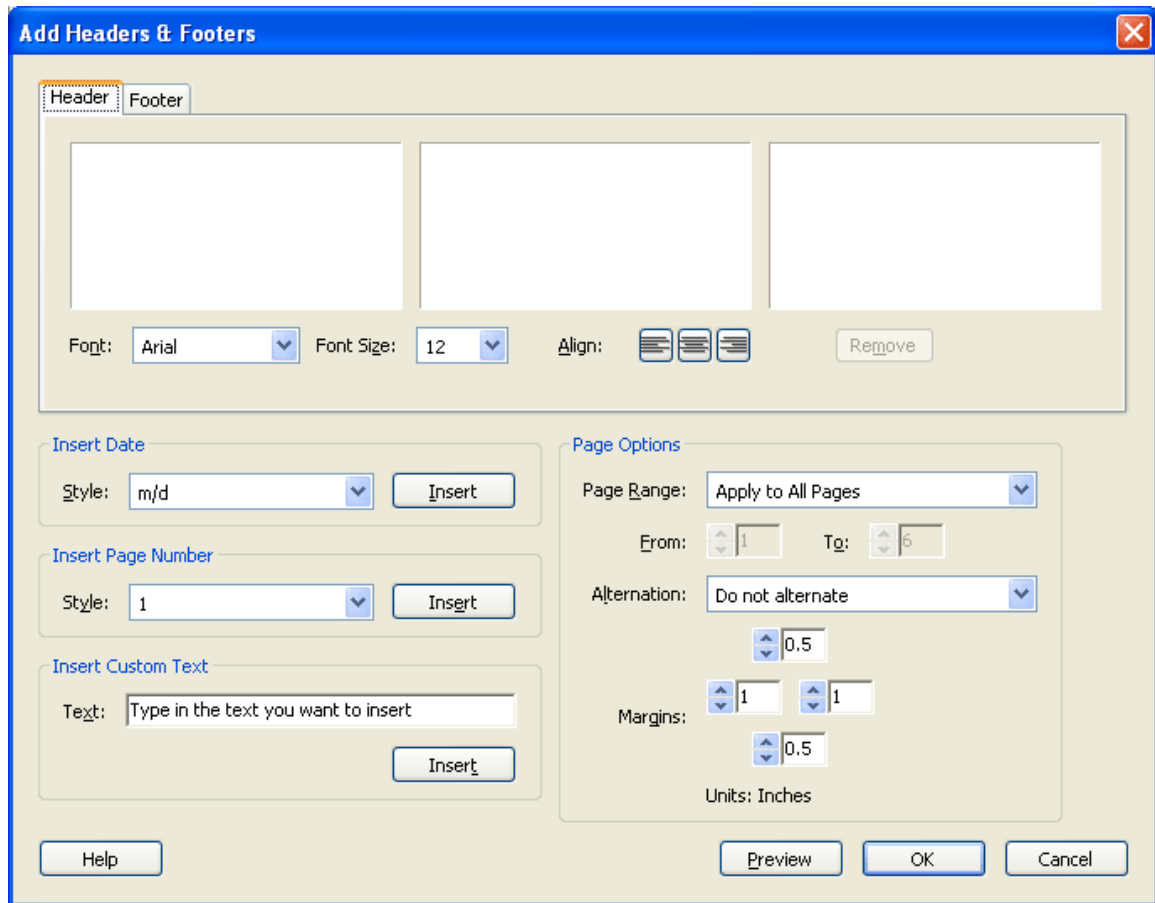 Add Headers & Footers
Header Footer
Font: Arial Font Size: 12 Align: Remove
Insert Date
Style: m/d Insert
Insert Page Number
Style: 1 Insert
Insert Custom Text
Text: Type in the text you want to insert
Insert
Page Options
Page Range: Apply to All Pages
From: 1 To: 6
Alternation: Do not alternate
0.5
Margins: 1 1
0.5
Units: Inches
Help Preview OK Cancel